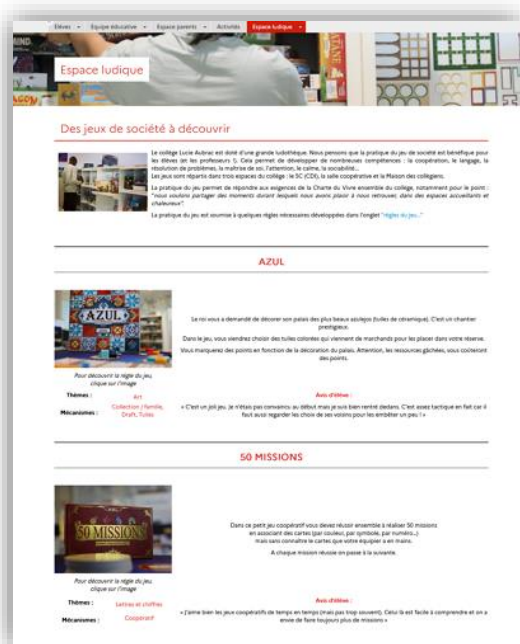 Elèves Equipe éducative Espace parents Activités Espace ludique
CATANE
Espace ludique
Des jeux de société à découvrir
Le collège Lucie Aubrac est doté d'une grande ludothèque. Nous pensons que la pratique du jeu de société est bénéfique pour
les élèves (et les professeurs !). Cela permet de développer de nombreuses compétences : la coopération, le langage, la
résolution de problèmes, la maîtrise de soi, l'attention, le calme, la sociabilité...
Les jeux sont répartis dans trois espaces du collège : le 3C (CDI), la salle coopérative et la Maison des collégiens.
La pratique du jeu permet de répondre aux exigences de la Charte du Vivre ensemble du collège, notamment pour le point :
"nous voulons partager des moments durant lesquels nous avons plaisir à nous retrouver, dans des espaces accueillants et
chaleureux".
La pratique du jeu est soumise à quelques règles nécessaires développées dans l'onglet "règles du jeu..."
AZUL
AZUL
Le roi vous a demandé de décorer son palais des plus beaux azulejos (tuiles de céramique). C'est un chantier
prestigieux.
Dans le jeu, vous viendrez choisir des tuiles colorées qui viennent de marchands pour les placer dans votre réserve.
Vous marquerez des points en fonction de la décoration du palais. Attention, les ressources gâchées, vous coûteront
des points.
Pour découvrir la règle du jeu,
clique sur l'image
Thèmes : Art
Mécanismes : Collection / famille,
Draft, Tuiles
Avis d'élève :
« C'est un joli jeu. Je n'étais pas convaincu au début mais je suis bien rentré dedans. C'est assez tactique en fait car il
faut aussi regarder les choix de ses voisins pour les embêter un peu ! »
50 MISSIONS
50 MISSIONS
Dans ce petit jeu coopératif vous devez réussir ensemble à réaliser 50 missions
en associant des cartes (par couleur, par symbole, par numéro...)
mais sans connaître le cartes que votre équipier a en mains.
A chaque mission réussie on passe à la suivante.
Pour découvrir la règle du jeu,
clique sur l'image
Thèmes : Lettres et chiffres
Mécanismes : Coopératif
Avis d'élève :
« J'aime bien les jeux coopératifs de temps en temps (mais pas trop souvent). Celui là est facile à comprendre et on a
envie de faire toujours plus de missions »